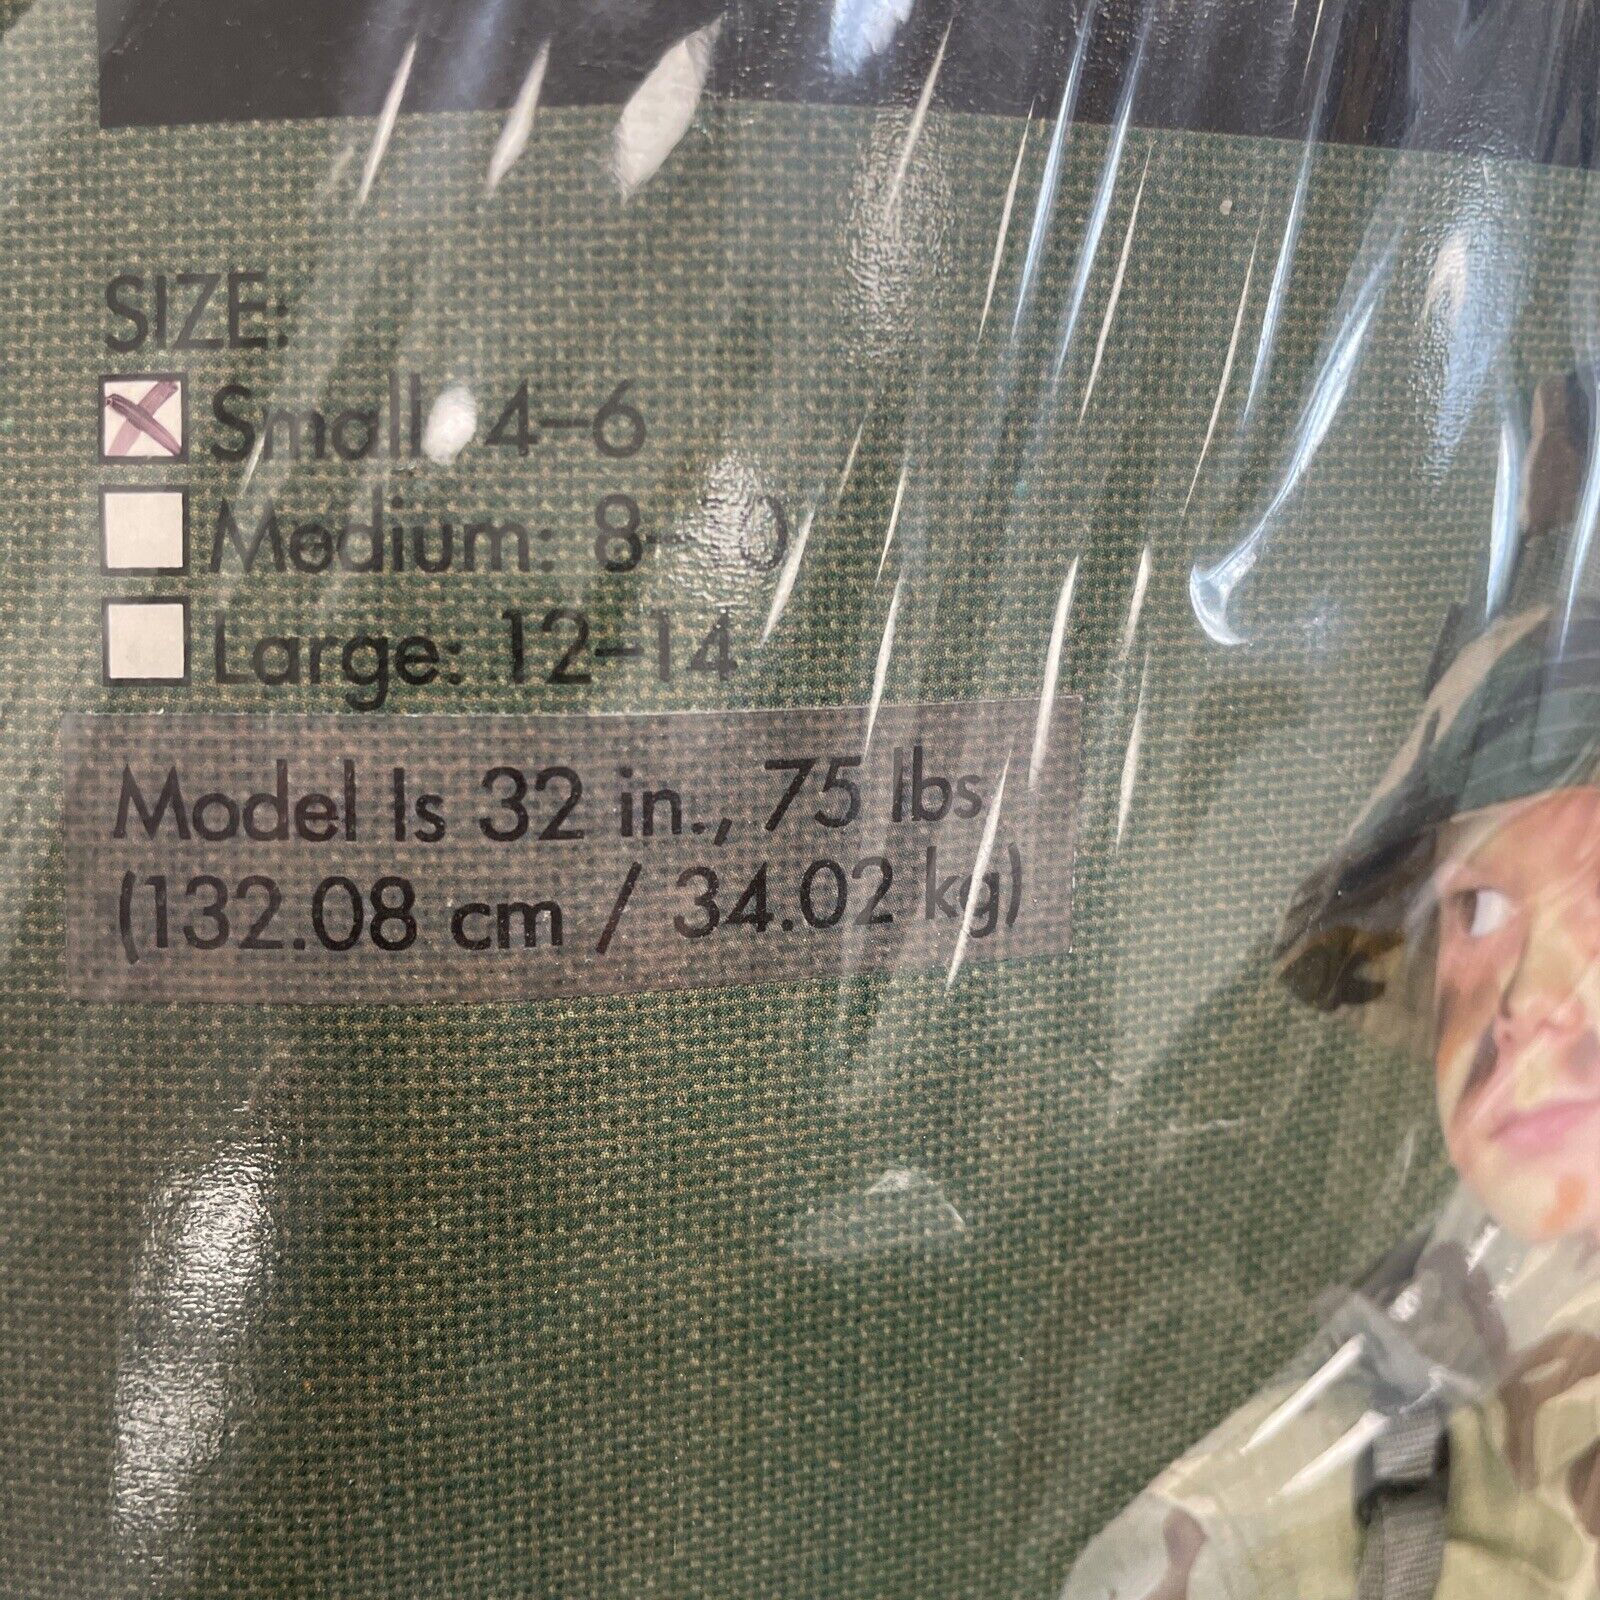 SIZE:
Small: 4–6
Medium: 8–10
Large: 12–14
Model Is 32 in., 75 lbs
(132.08 cm / 34.02 kg)